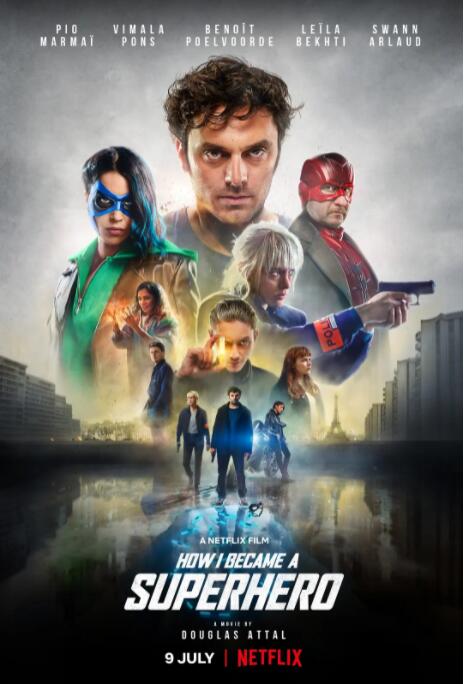 PIO VIMALA BENOÎT LEÏLA SWANN
MARMAÏ PONS POELVOORDE BEKHTI ARLAUD
POLI
A NETFLIX FILM
HOW I BECAME A
SUPERHERO
A MOVIE BY
DOUGLAS ATTAL
9 JULY | NETFLIX